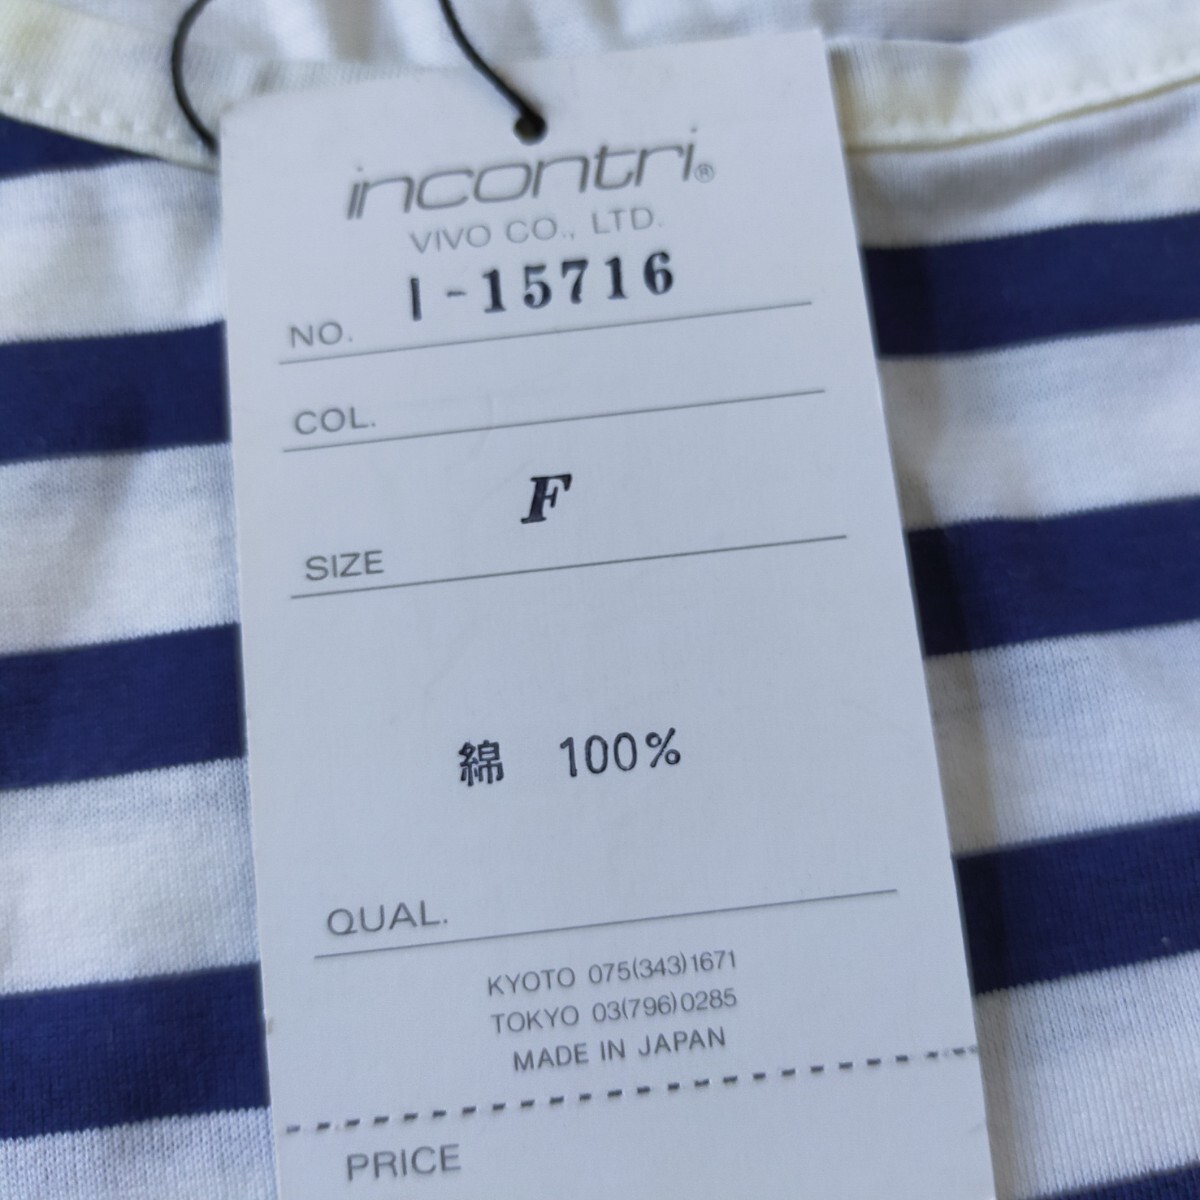 incontri®
VIVO CO., LTD.
NO. I-15716
COL.
SIZE F
綿 100%
QUAL.
KYOTO 075(343)1671
TOKYO 03(796)0285
MADE IN JAPAN
PRICE